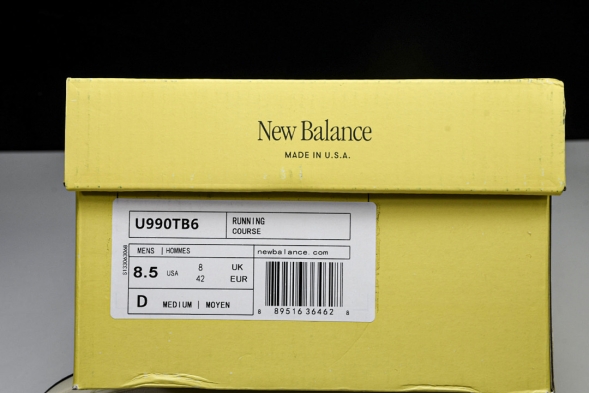 New Balance
MADE IN U.S.A.
U990TB6
RUNNING
COURSE
MENS | HOMMES
newbalance.com
8.5 USA 8 UK
42 EUR
D MEDIUM | MOYEN
8 89516 36462 8